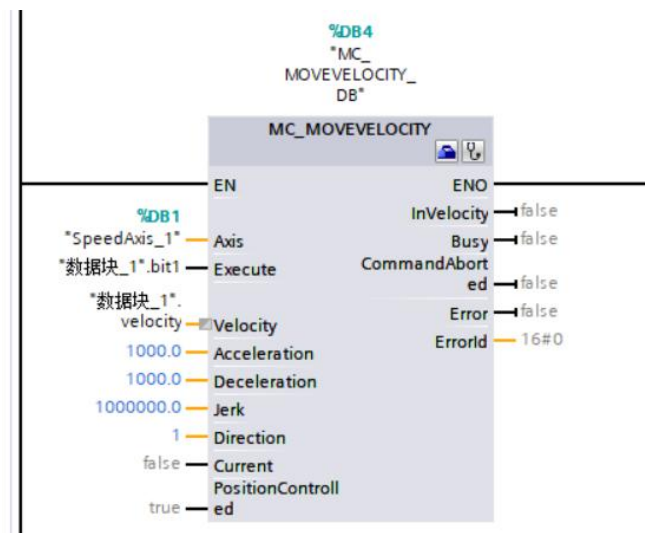 %DB4
"MC_
MOVEVELOCITY_
DB"
MC_MOVEVELOCITY
EN ENO
%DB1
"SpeedAxis_1" Axis
InVelocity false
Busy false
"数据块_1".bit1 Execute
CommandAbort
ed false
"数据块_1".
velocity Velocity
Error false
ErrorId 16#0
1000.0 Acceleration
1000.0 Deceleration
1000000.0 Jerk
1 Direction
false Current
PositionControll
true ed